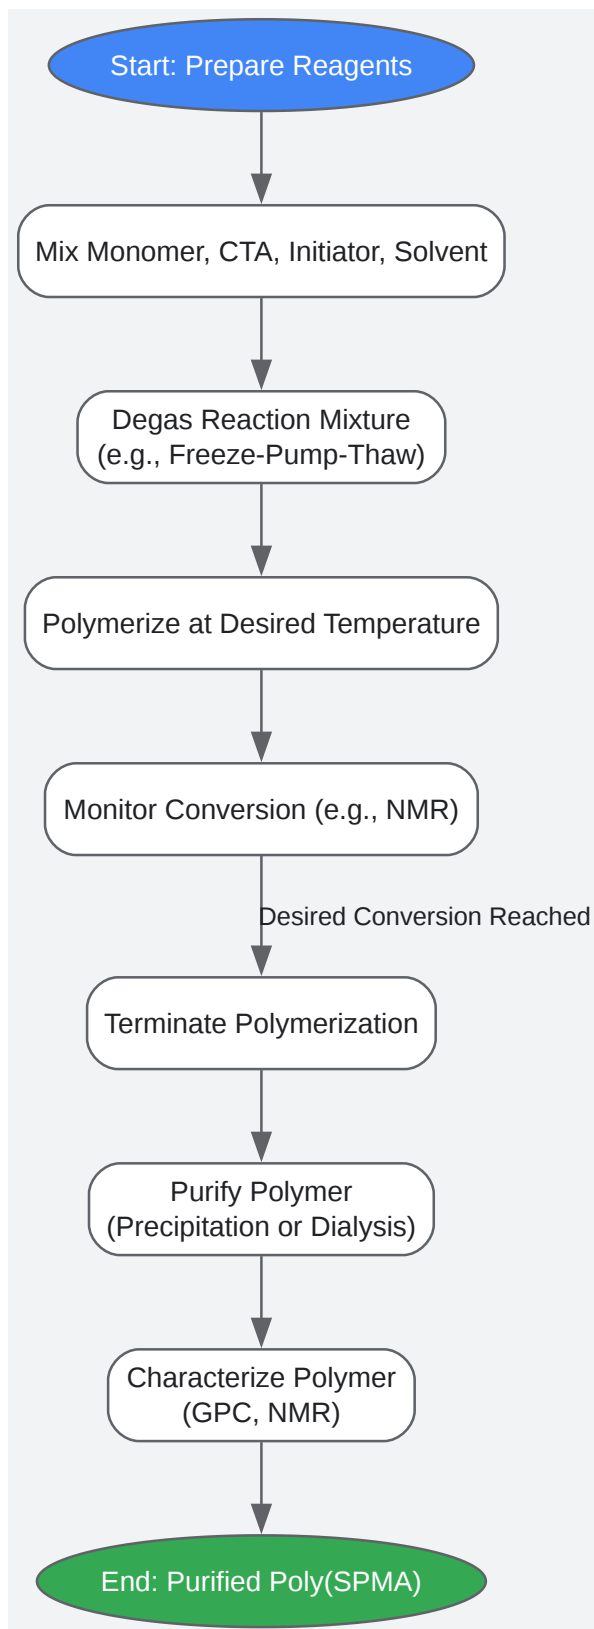 Start: Prepare Reagents
Mix Monomer, CTA, Initiator, Solvent
Degas Reaction Mixture
(e.g., Freeze-Pump-Thaw)
Polymerize at Desired Temperature
Monitor Conversion (e.g., NMR)
Desired Conversion Reached
Terminate Polymerization
Purify Polymer
(Precipitation or Dialysis)
Characterize Polymer
(GPC, NMR)
End: Purified Poly(SPMA)